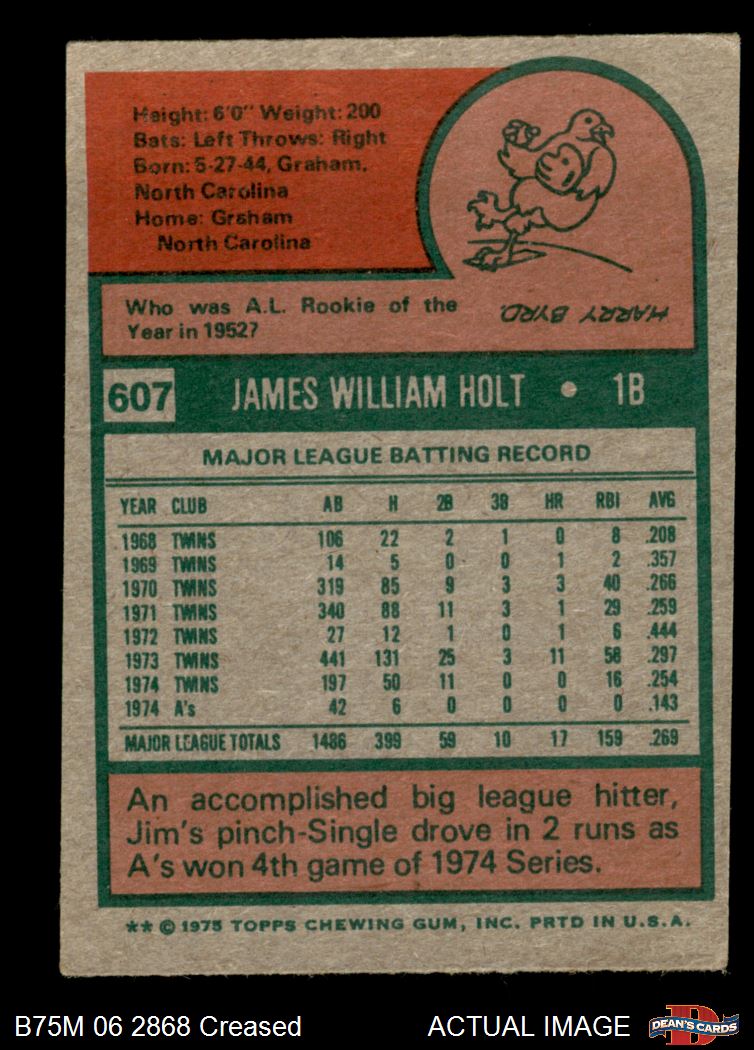 Height: 6'0" Weight: 200
Bats: Left Throws: Right
Born: 5-27-44, Graham,
North Carolina
Home: Graham
North Carolina
Who was A.L. Rookie of the
Year in 1952?
HARRY BYRD.
607 JAMES WILLIAM HOLT • 1B
MAJOR LEAGUE BATTING RECORD
YEAR CLUB AB H 2B 3B HR RBI AVG
1968 TWINS 106 22 2 1 0 8 .208
1969 TWINS 14 5 0 0 1 2 .357
1970 TWINS 319 85 9 3 3 40 .266
1971 TWINS 340 88 11 3 1 29 .259
1972 TWINS 27 12 1 0 1 6 .444
1973 TWINS 441 131 25 3 11 58 .297
1974 TWINS 197 50 11 0 0 16 .254
1974 A's 42 6 0 0 0 0 .143
MAJOR LEAGUE TOTALS 1486 399 59 10 17 159 .269
An accomplished big league hitter,
Jim's pinch-Single drove in 2 runs as
A's won 4th game of 1974 Series.
** © 1975 TOPPS CHEWING GUM, INC. PRTD IN U.S.A.
B75M 06 2868 Creased ACTUAL IMAGE
DEAN'S CARDS